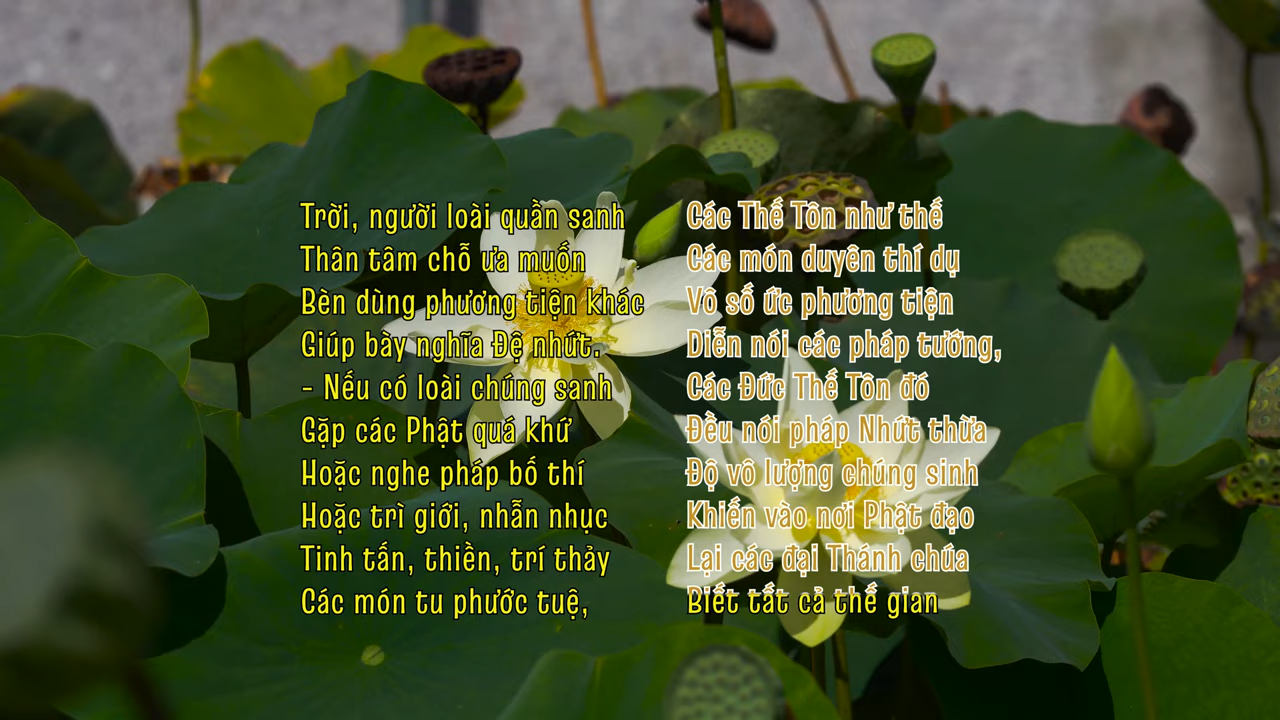 Trời, người loài quần sanh
Thân tâm chỗ ưa muốn
Bèn dùng phương tiện khác
Giúp bày nghĩa Đệ nhứt.
- Nếu có loài chúng sanh
Gặp các Phật quá khứ
Hoặc nghe pháp bố thí
Hoặc trì giới, nhẫn nhục
Tinh tấn, thiền, trí thảy
Các món tu phước tuệ,
Các Thế Tôn như thế
Các món duyên thí dụ
Vô số ức phương tiện
Diễn nói các pháp tướng,
Các Đức Thế Tôn đó
Đều nói pháp Nhứt thừa
Độ vô lượng chúng sinh
Khiến vào nơi Phật đạo
Lại các đại Thánh chúa
Biết tất cả thế gian